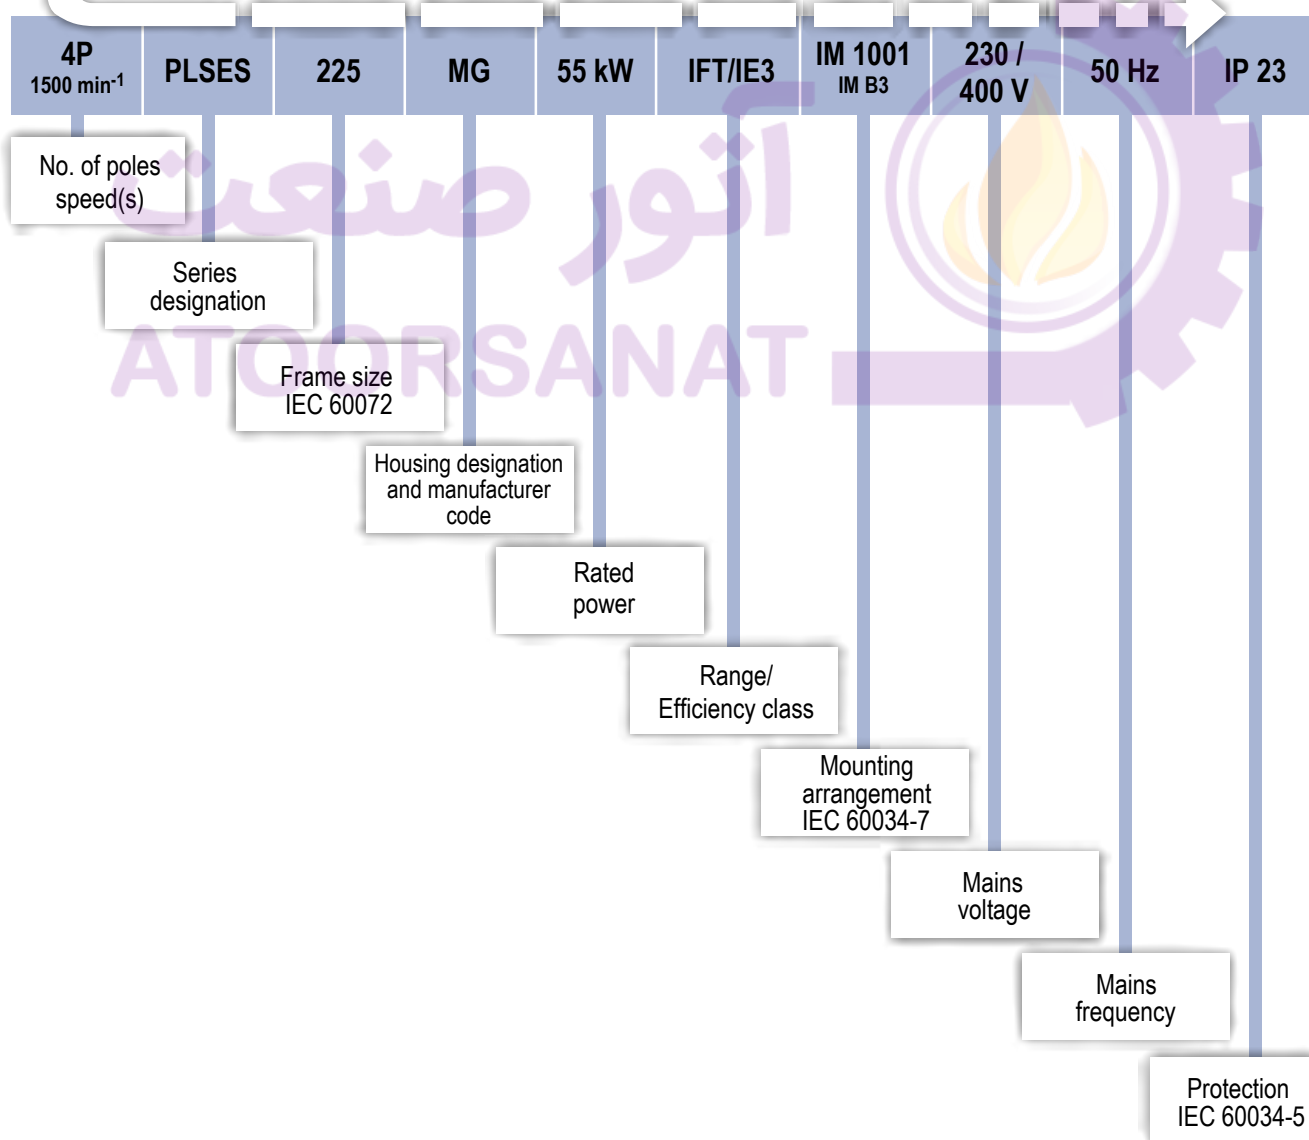 4P
1500 min-1
PLSES
225
MG
55 kW
IFT/IE3
IM 1001
IM B3
230 /
400 V
50 Hz
IP 23
No. of poles
speed(s)
Series
designation
Frame size
IEC 60072
Housing designation
and manufacturer
code
Rated
power
Range/
Efficiency class
Mounting
arrangement
IEC 60034-7
Mains
voltage
Mains
frequency
Protection
IEC 60034-5
آتور صنعت
ATOORSANAT